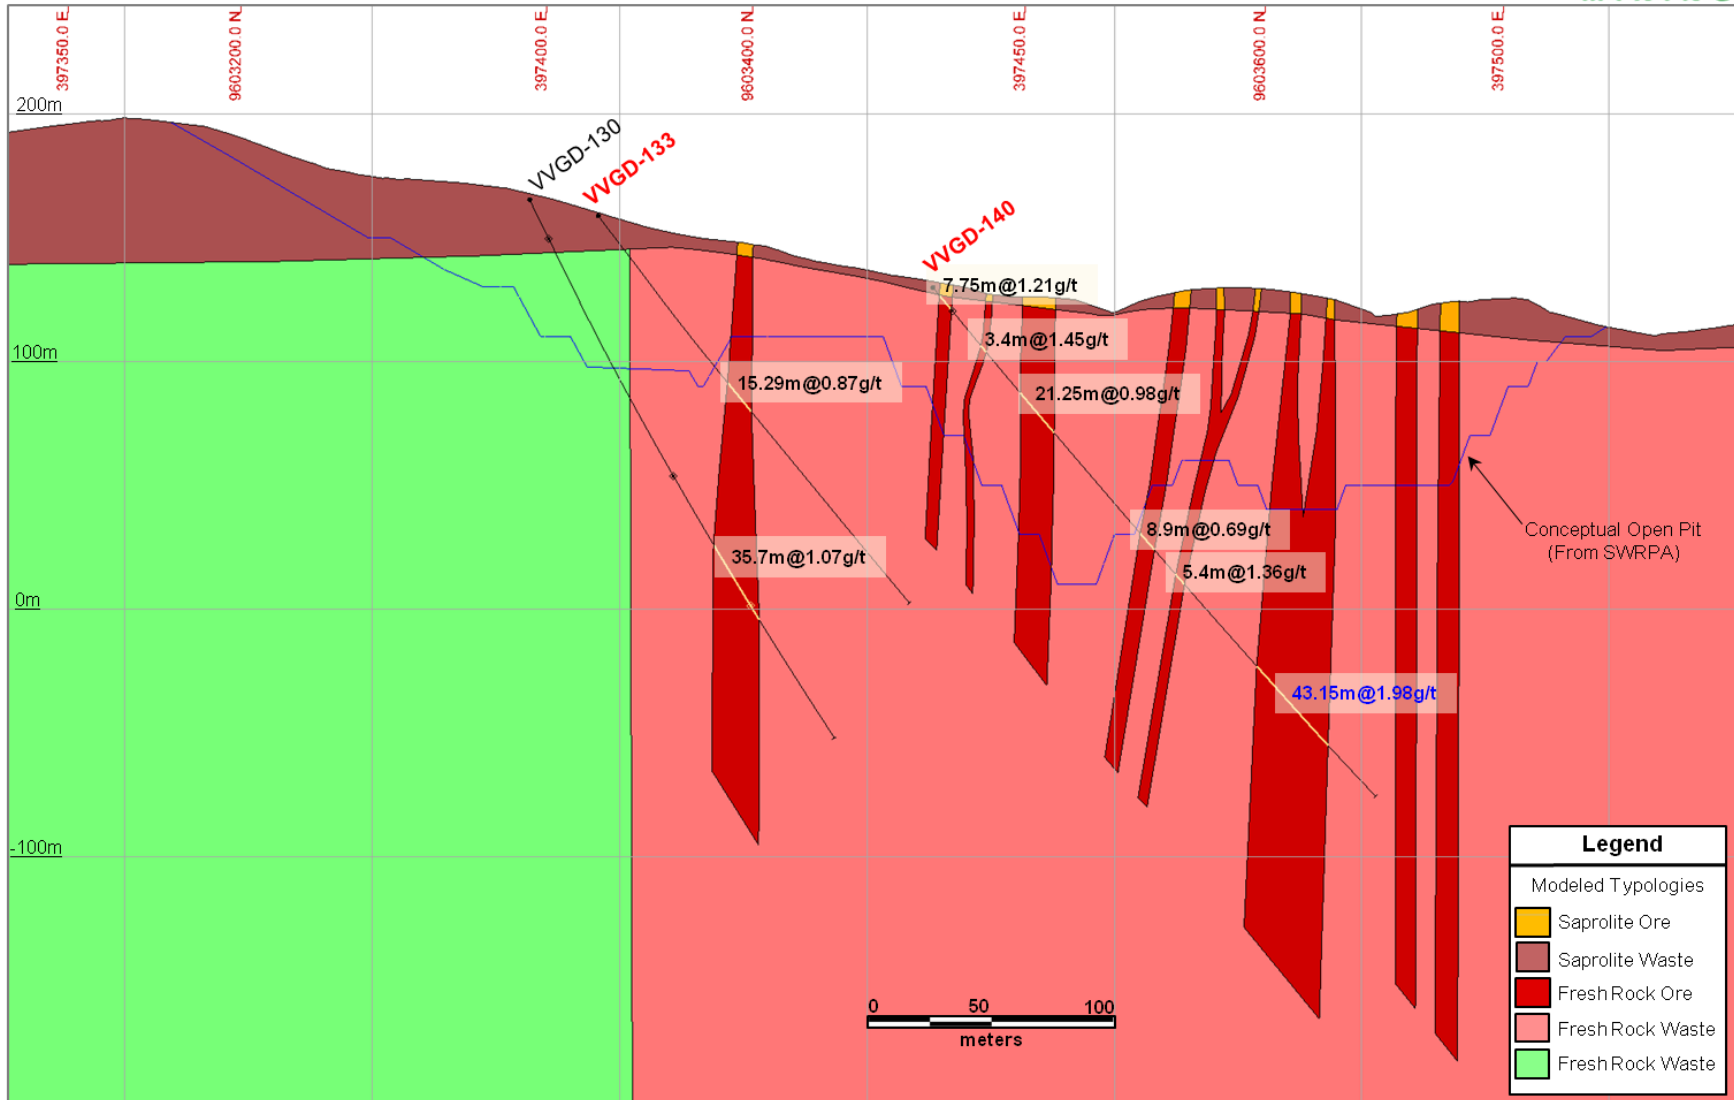 397350.0 E
9603200.0 N
397400.0 E
9603400.0 N
397450.0 E
9603600.0 N
397500.0 E
200m
VVGD-130
VVGD-133
VVGD-140
7.75m@1.21g/t
3.4m@1.45g/t
100m
15.29m@0.87g/t
21.25m@0.98g/t
8.9m@0.69g/t
Conceptual Open Pit
(From SWRPA)
35.7m@1.07g/t
5.4m@1.36g/t
0m
43.15m@1.98g/t
-100m
Legend
Modeled Typologies
Saprolite Ore
Saprolite Waste
Fresh Rock Ore
Fresh Rock Waste
Fresh Rock Waste
0 50 100
meters